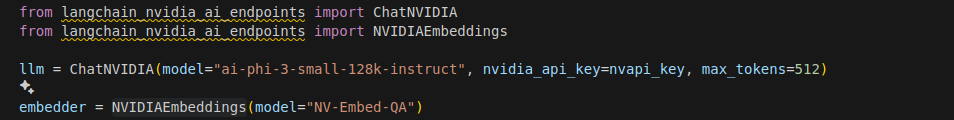 from langchain_nvidia_ai_endpoints import ChatNVIDIA
from langchain_nvidia_ai_endpoints import NVIDIAEmbeddings
llm = ChatNVIDIA(model="ai-phi-3-small-128k-instruct", nvidia_api_key=nvapi_key, max_tokens=512)
embedder = NVIDIAEmbeddings(model="NV-Embed-QA")